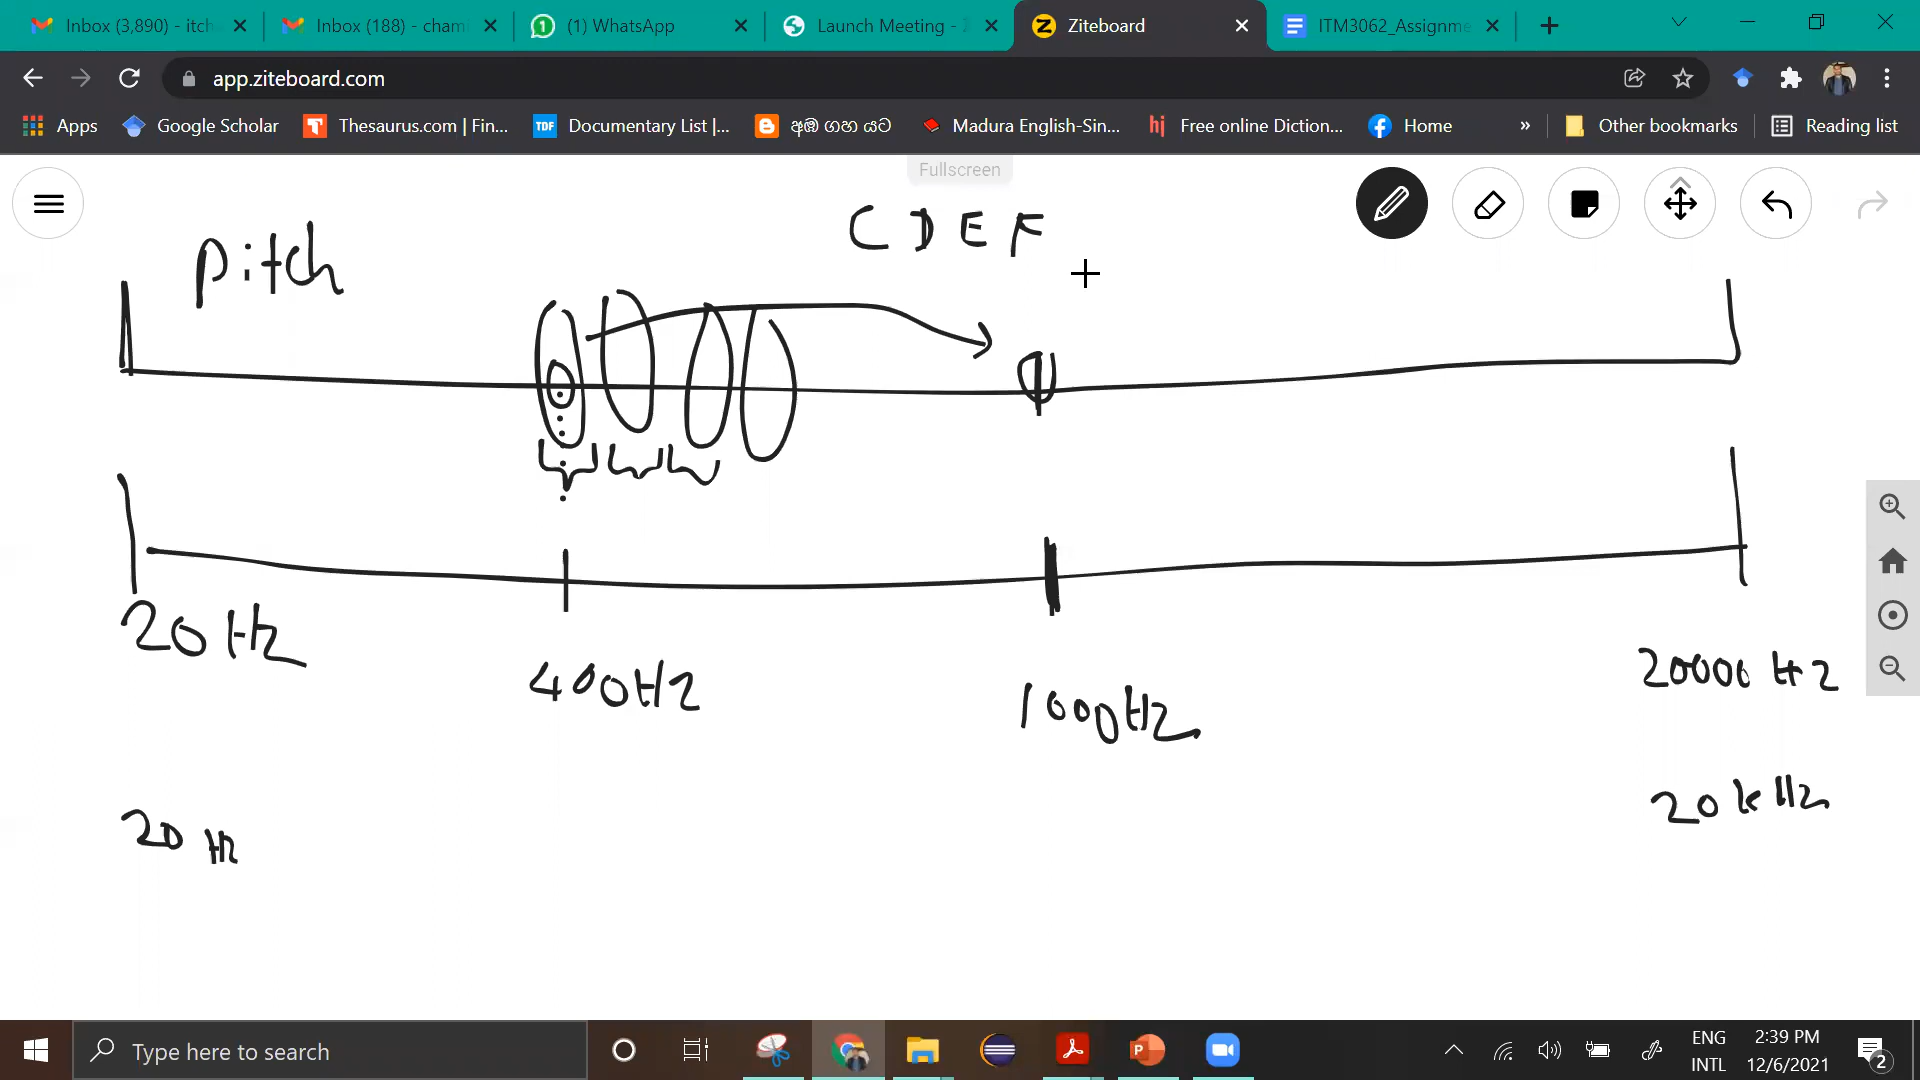 Inbox (3,890) - itch
Inbox (188) - cham
(1) WhatsApp
Launch Meeting -
Ziteboard
ITM3062_Assignme
app.ziteboard.com
Apps
Google Scholar
Thesaurus.com | Fin...
TDF
Documentary List |...
අඹ ගහ යට
Madura English-Sin...
hj
Free online Diction...
Home
»
Other bookmarks
Reading list
Fullscreen
C D E F
Pitch
20 Hz
400Hz
1000Hz
20000 Hz
20 Hz
20 kHz
Type here to search
ENG
INTL
2:39 PM
12/6/2021
2